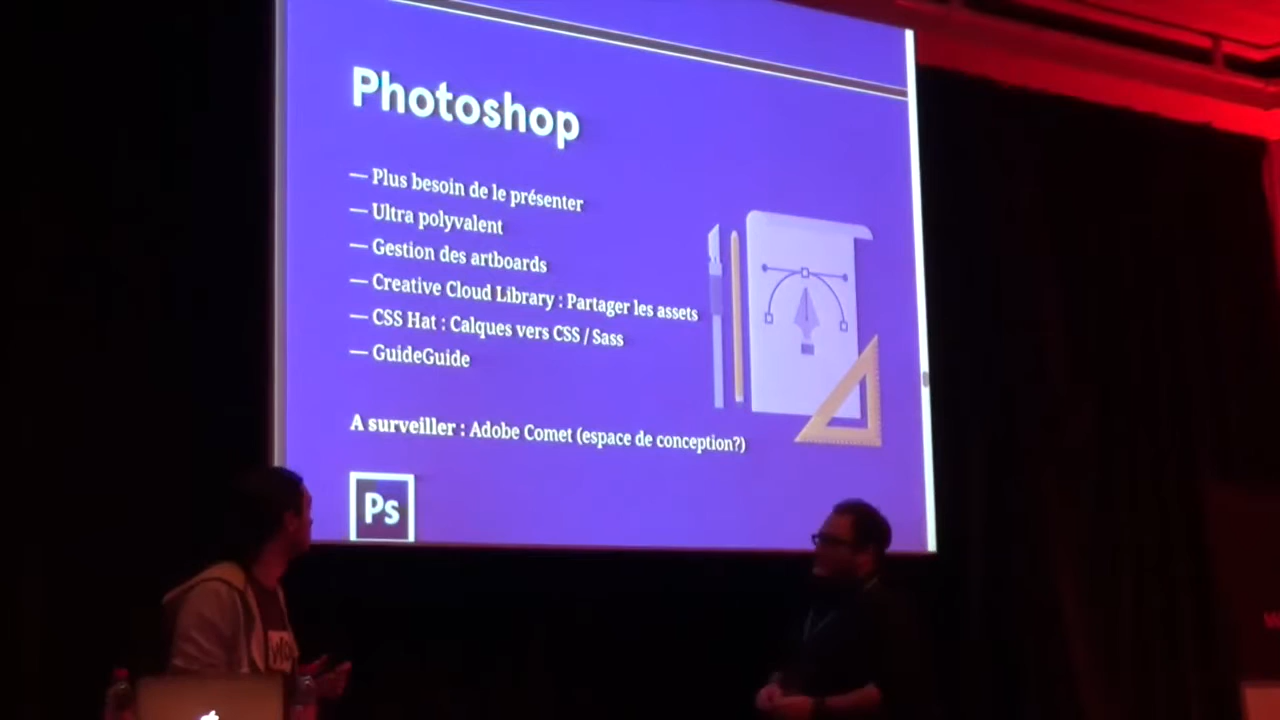 Photoshop
— Plus besoin de le présenter
— Ultra polyvalent
— Gestion des artboards
— Creative Cloud Library : Partager les assets
— CSS Hat : Calques vers CSS / Sass
— GuideGuide
A surveiller : Adobe Comet (espace de conception?)
Ps